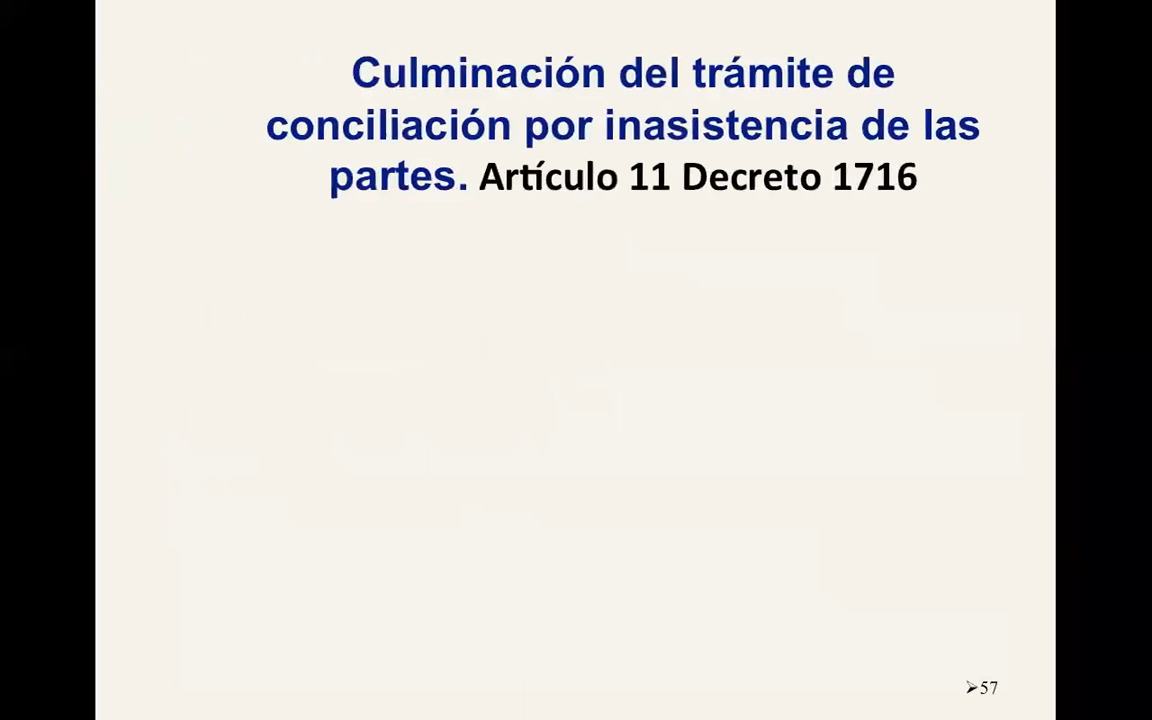 Culminación del trámite de
conciliación por inasistencia de las
partes. Artículo 11 Decreto 1716
➢57